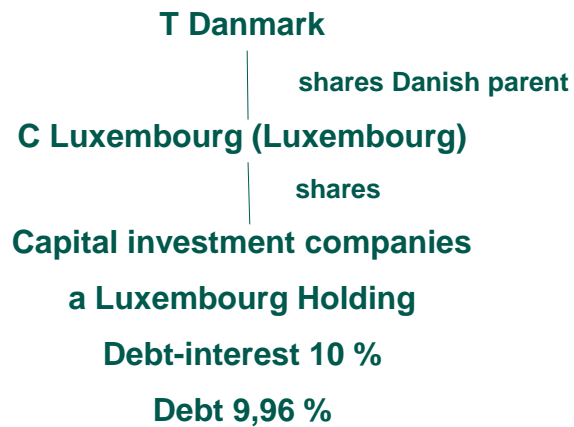 T Danmark
shares Danish parent
C Luxembourg (Luxembourg)
shares
Capital investment companies
a Luxembourg Holding
Debt-interest 10 %
Debt 9,96 %